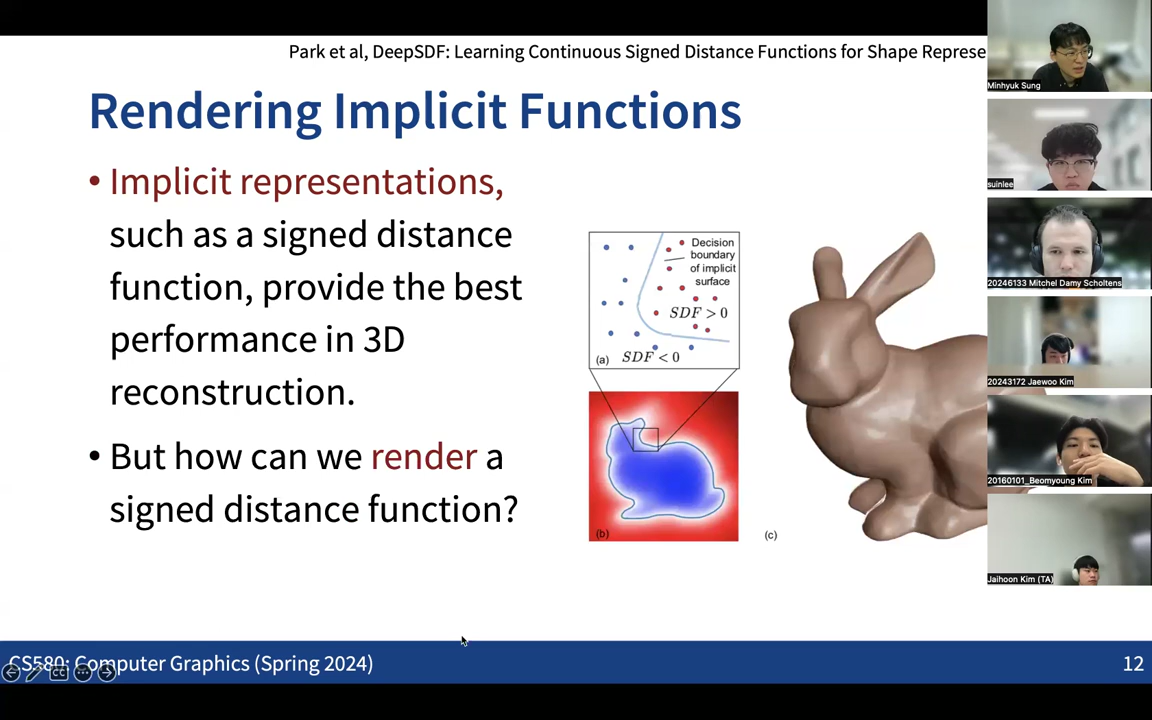 Park et al, DeepSDF: Learning Continuous Signed Distance Functions for Shape Represe
Rendering Implicit Functions
• Implicit representations,
such as a signed distance
function, provide the best
performance in 3D
reconstruction.
• But how can we render a
signed distance function?
Decision
boundary
of implicit
surface
SDF > 0
(a) SDF < 0
(b)
(c)
CS580: Computer Graphics (Spring 2024)
CC
12
Minhyuk Sung
suinlee
20246133 Mitchel Damy Scholtens
20243172 Jaewoo Kim
20160101_Beomyoung Kim
Jaihoon Kim (TA)